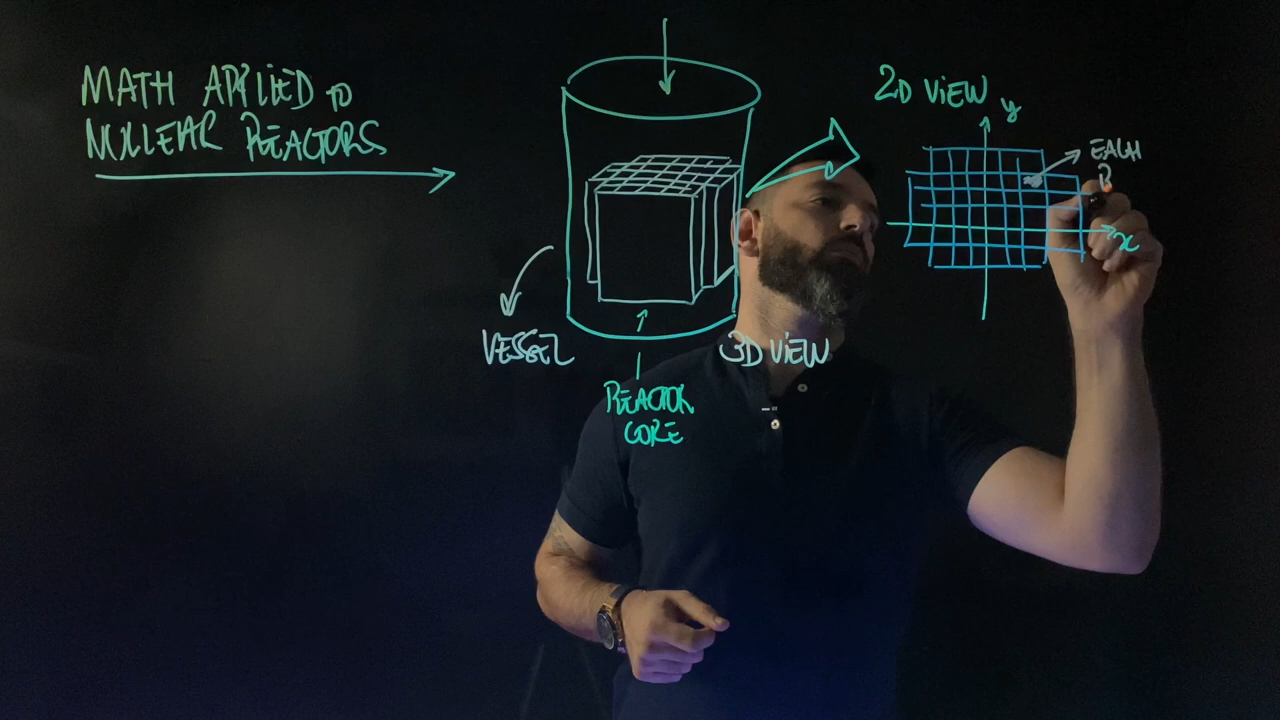 MATH APPLIED TO
NUCLEAR REACTORS
VESSEL
REACTOR
CORE
3D VIEW
2D VIEW
y
x
EACH